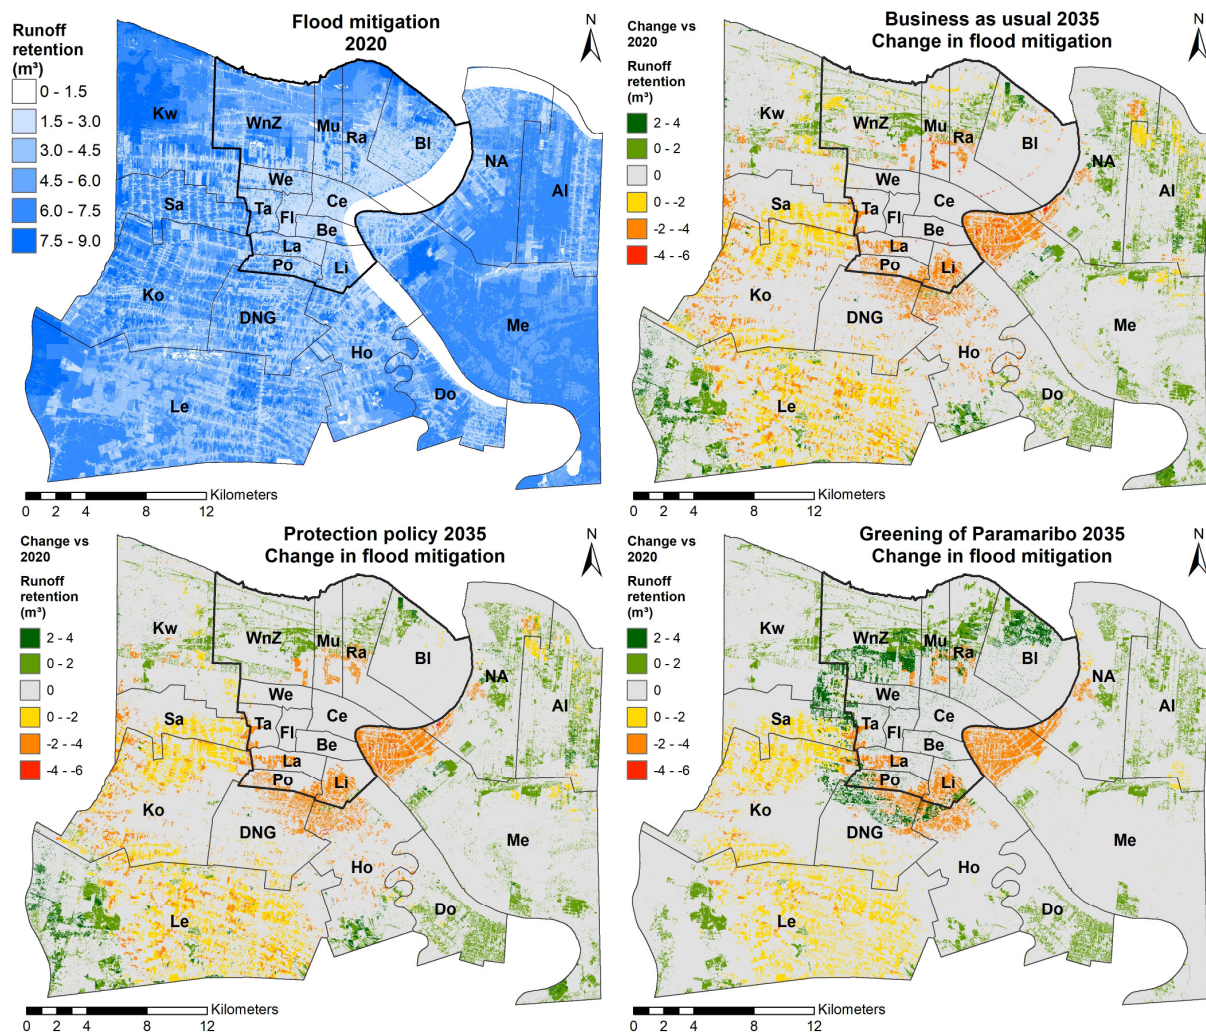 Flood mitigation
2020
N
Runoff
retention
(m³)
0 - 1.5
1.5 - 3.0
3.0 - 4.5
4.5 - 6.0
6.0 - 7.5
7.5 - 9.0
Kw
WnZ
Mu
Ra
Bl
NA
Al
We
Sa
Ta
Fl
Ce
Be
La
Po
Li
Ko
DNG
Me
Ho
Le
Do
0 2 4 8 12 Kilometers
Business as usual 2035
Change in flood mitigation
N
Change vs
2020
Runoff
retention
(m³)
2 - 4
0 - 2
0
0 - -2
-2 - -4
-4 - -6
Kw
WnZ
Mu
Ra
Bl
NA
Al
We
Sa
Ta
Fl
Ce
Be
La
Po
Li
Ko
DNG
Me
Ho
Le
Do
0 2 4 8 12 Kilometers
Protection policy 2035
Change in flood mitigation
N
Change vs
2020
Runoff
retention
(m³)
2 - 4
0 - 2
0
0 - -2
-2 - -4
-4 - -6
Kw
WnZ
Mu
Ra
Bl
NA
Al
We
Sa
Ta
Fl
Ce
Be
La
Po
Li
Ko
DNG
Me
Ho
Le
Do
0 2 4 8 12 Kilometers
Greening of Paramaribo 2035
Change in flood mitigation
N
Change vs
2020
Runoff
retention
(m³)
2 - 4
0 - 2
0
0 - -2
-2 - -4
-4 - -6
Kw
WnZ
Mu
Ra
Bl
NA
Al
We
Sa
Ta
Fl
Ce
Be
La
Po
Li
Ko
DNG
Me
Ho
Le
Do
0 2 4 8 12 Kilometers